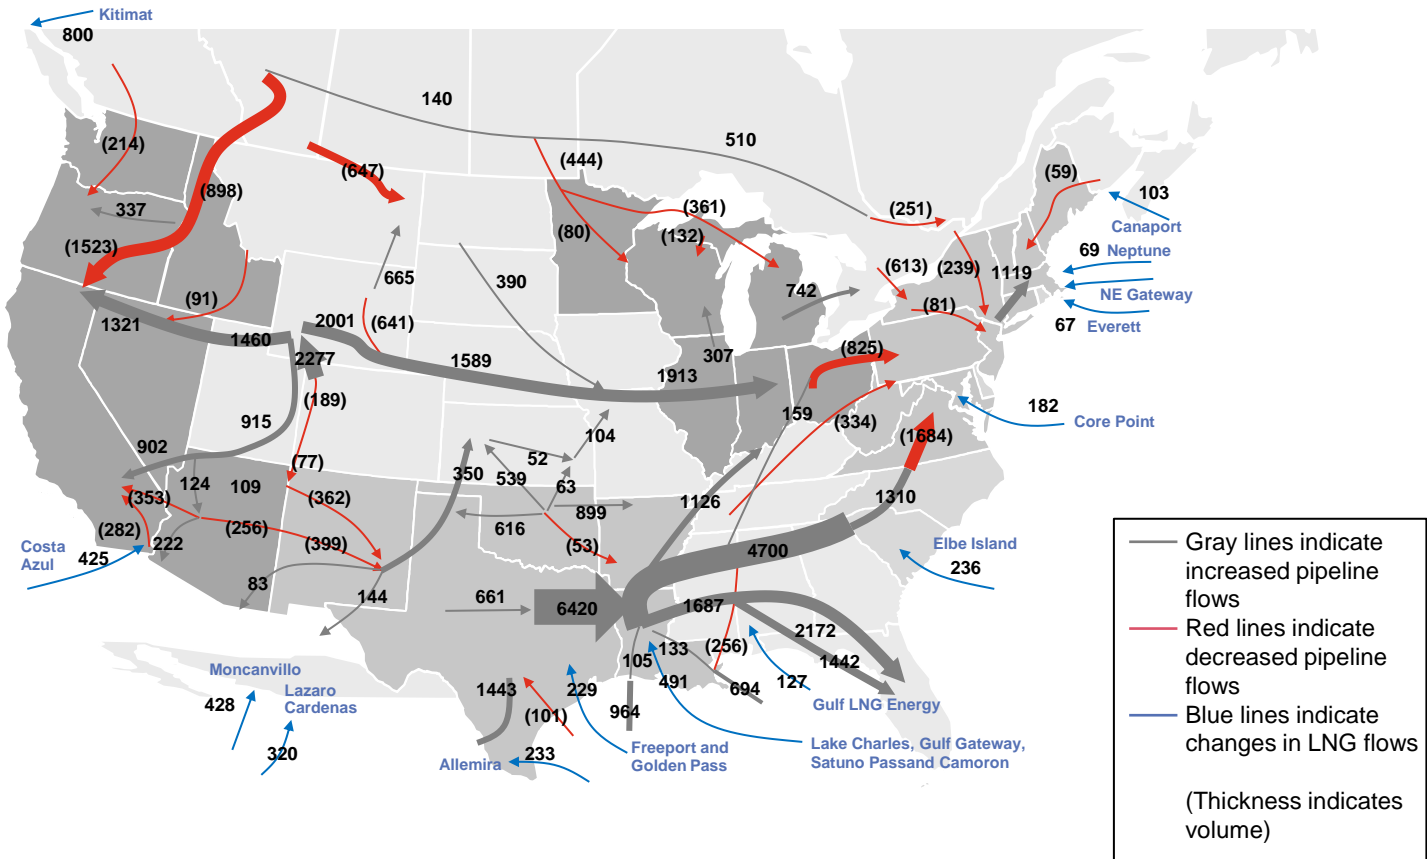 Kitimat
800
140
510
(214)
(444)
(647)
(59)
(898)
(361)
103
337
(251)
(80)
(132)
Canaport
(1523)
69 Neptune
(613)
(239)
1119
665
390
742
NE Gateway
(91)
(81)
67 Everett
1321
2001
(641)
1460
307
(825)
2277
1589
1913
(189)
182
159
(334)
Core Point
915
(1684)
902
104
52
(77)
350
539
124
109
63
(353)
(362)
1126
1310
899
(282)
(256)
616
Costa
Azul
222
(399)
(53)
4700
Elbe Island
425
236
83
144
661
6420
1687
2172
133
(256)
1442
105
Moncanvillo
491
127
428
Lazaro
Cardenas
1443
229
694
Gulf LNG Energy
(101)
964
320
Allemira
233
Freeport and
Golden Pass
Lake Charles, Gulf Gateway,
Satuno Passand Camoron
Gray lines indicate
increased pipeline
flows
Red lines indicate
decreased pipeline
flows
Blue lines indicate
changes in LNG flows
(Thickness indicates
volume)